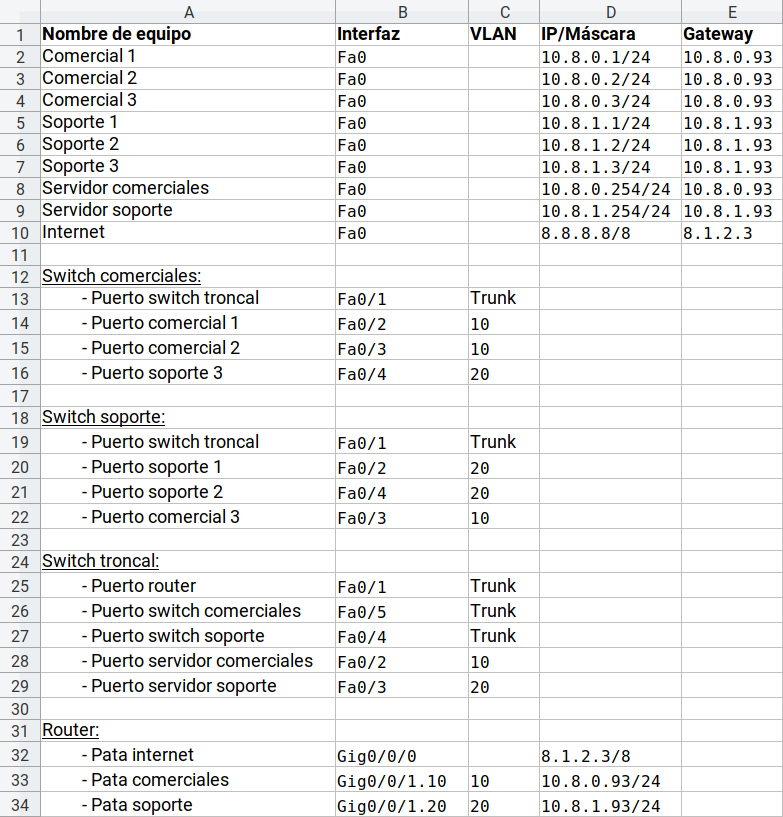 A B C D E
1 Nombre de equipo Interfaz VLAN IP/Máscara Gateway
2 Comercial 1 Fa0 10.8.0.1/24 10.8.0.93
3 Comercial 2 Fa0 10.8.0.2/24 10.8.0.93
4 Comercial 3 Fa0 10.8.0.3/24 10.8.0.93
5 Soporte 1 Fa0 10.8.1.1/24 10.8.1.93
6 Soporte 2 Fa0 10.8.1.2/24 10.8.1.93
7 Soporte 3 Fa0 10.8.1.3/24 10.8.1.93
8 Servidor comerciales Fa0 10.8.0.254/24 10.8.0.93
9 Servidor soporte Fa0 10.8.1.254/24 10.8.1.93
10 Internet Fa0 8.8.8.8/8 8.1.2.3
11
12 Switch comerciales:
13 - Puerto switch troncal Fa0/1 Trunk
14 - Puerto comercial 1 Fa0/2 10
15 - Puerto comercial 2 Fa0/3 10
16 - Puerto soporte 3 Fa0/4 20
17
18 Switch soporte:
19 - Puerto switch troncal Fa0/1 Trunk
20 - Puerto soporte 1 Fa0/2 20
21 - Puerto soporte 2 Fa0/4 20
22 - Puerto comercial 3 Fa0/3 10
23
24 Switch troncal:
25 - Puerto router Fa0/1 Trunk
26 - Puerto switch comerciales Fa0/5 Trunk
27 - Puerto switch soporte Fa0/4 Trunk
28 - Puerto servidor comerciales Fa0/2 10
29 - Puerto servidor soporte Fa0/3 20
30
31 Router:
32 - Pata internet Gig0/0/0 8.1.2.3/8
33 - Pata comerciales Gig0/0/1.10 10 10.8.0.93/24
34 - Pata soporte Gig0/0/1.20 20 10.8.1.93/24